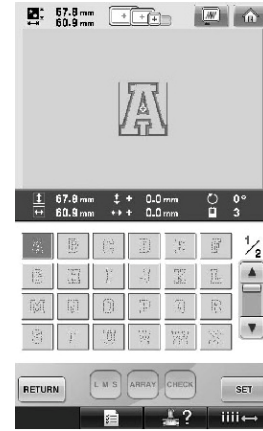 67.8 mm
60.9 mm
A
67.8 mm + 0.0 mm 0°
60.9 mm + 0.0 mm 3
A B C D E F 1/2
G H I J K L
M N O P Q R
S T U V W X
RETURN L M S ARRAY CHECK SET
?